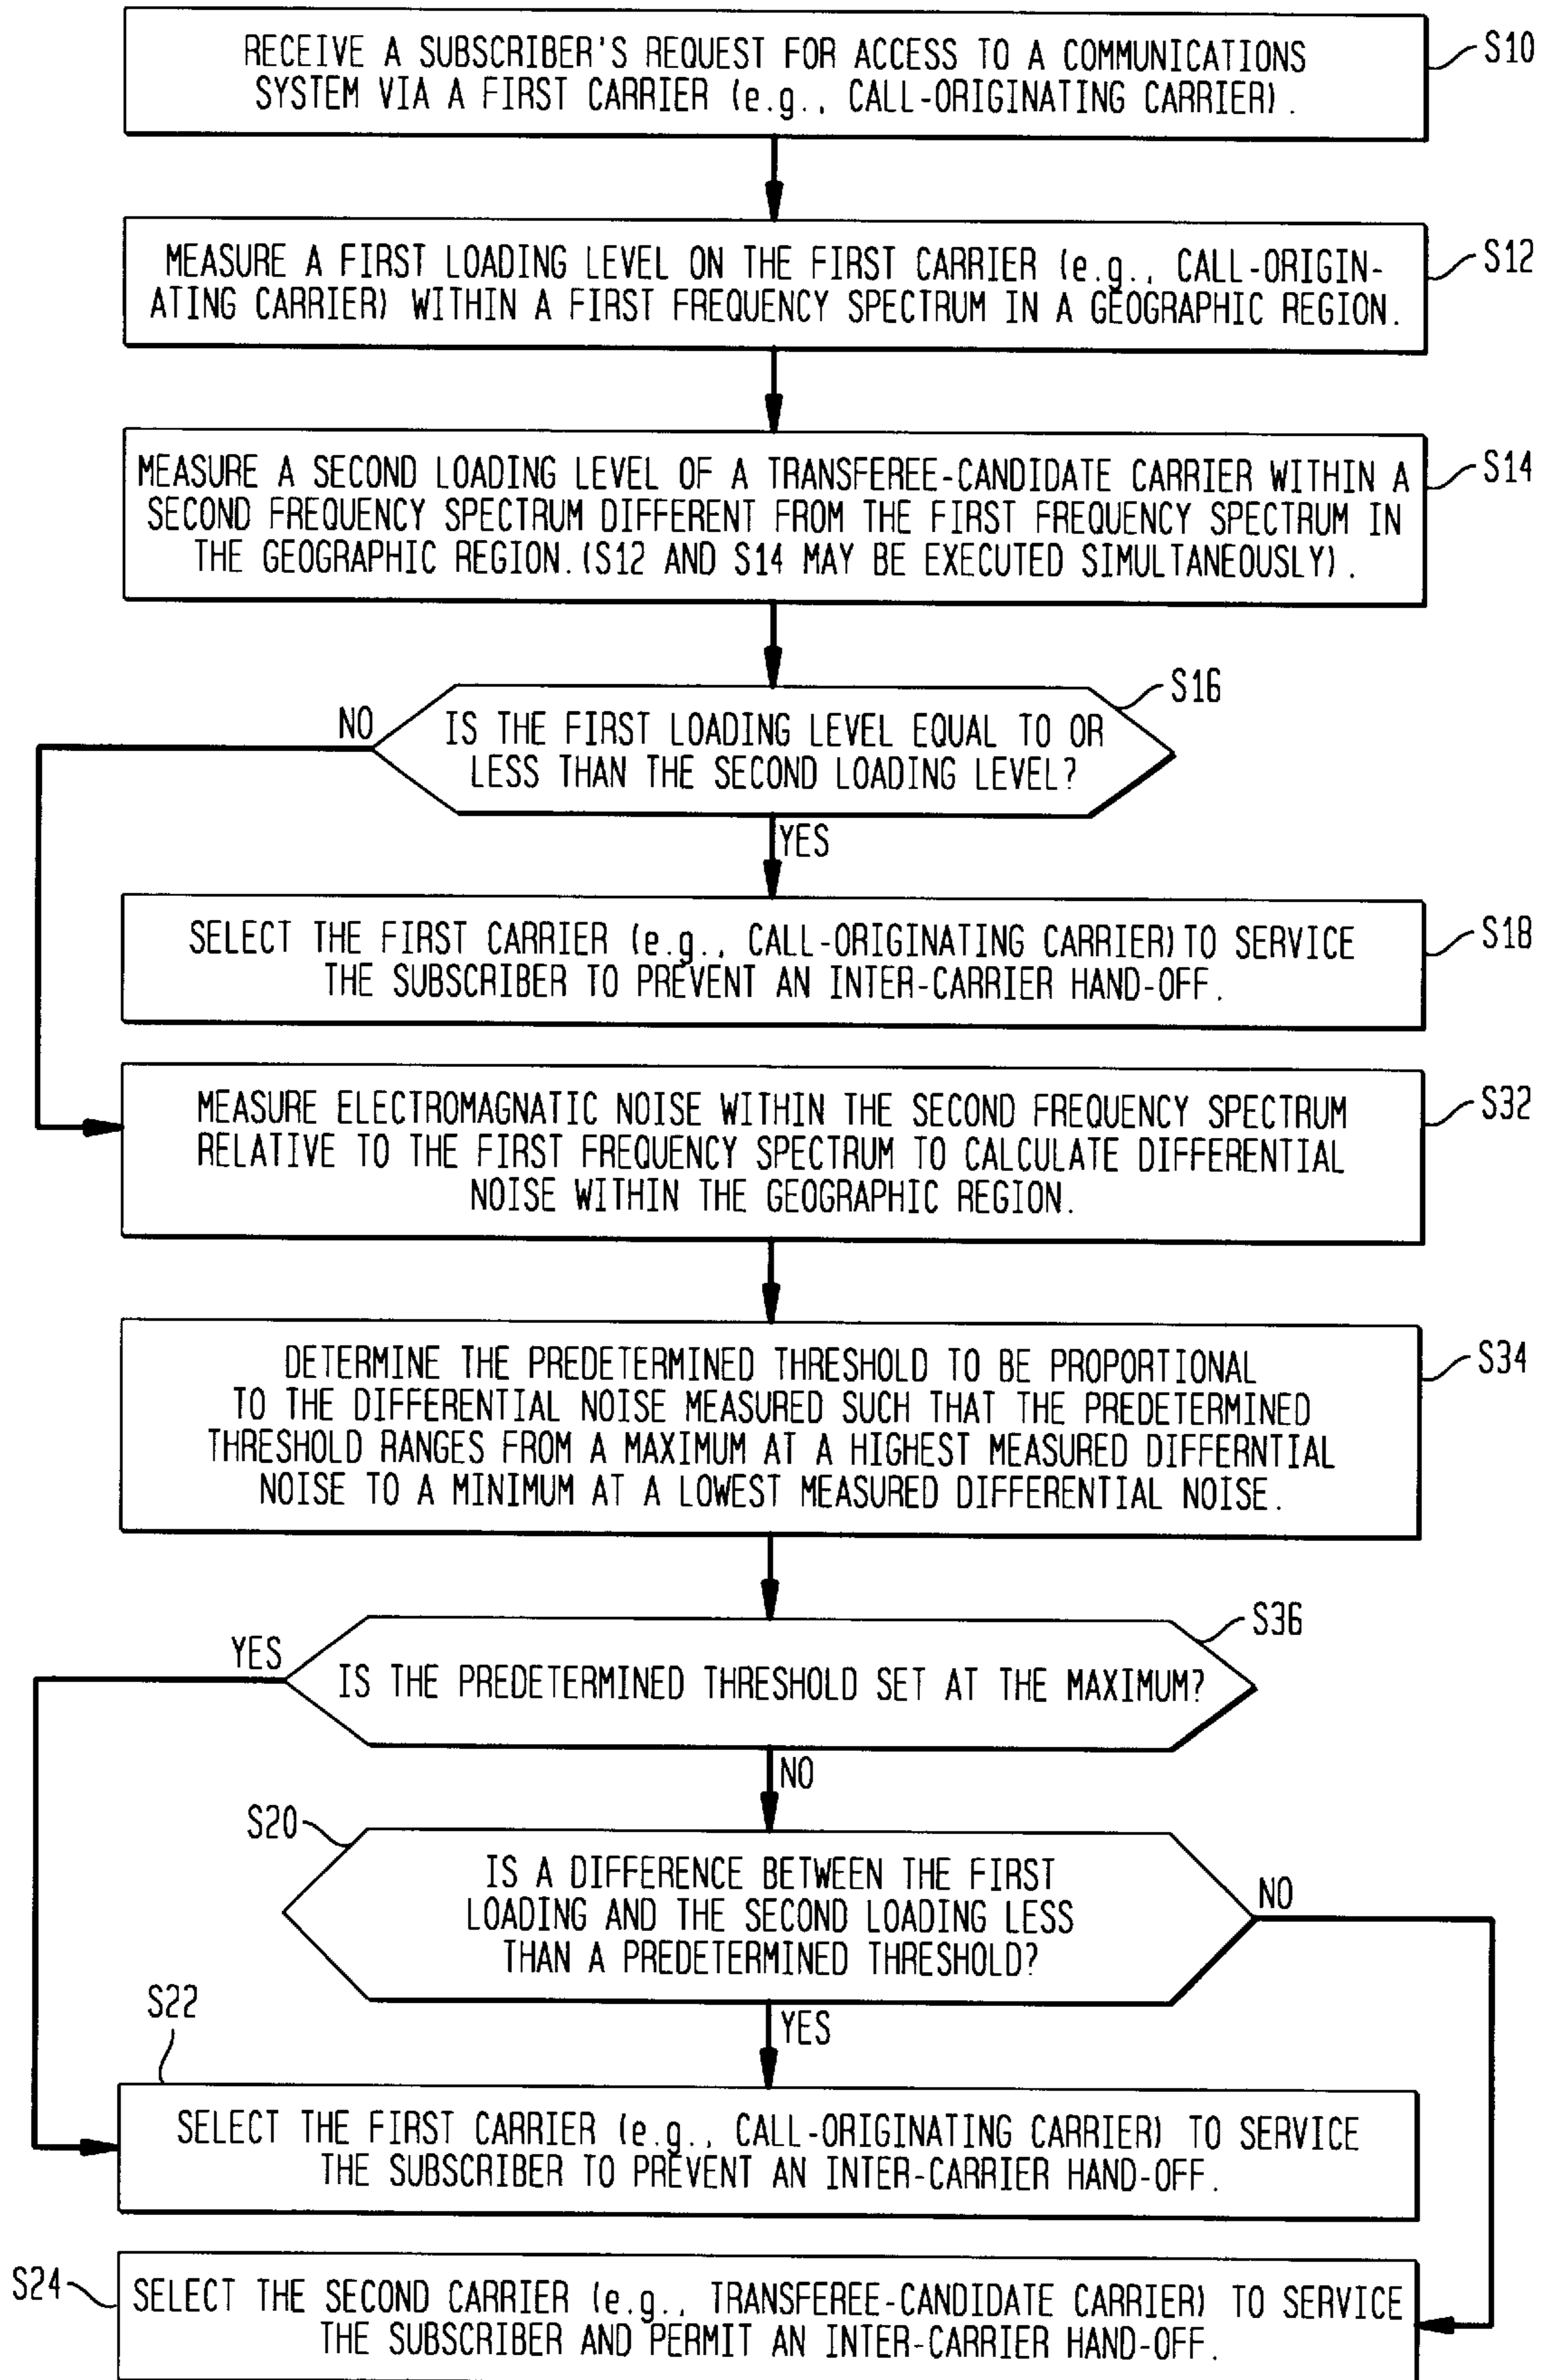 RECEIVE A SUBSCRIBER'S REQUEST FOR ACCESS TO A COMMUNICATIONS
SYSTEM VIA A FIRST CARRIER (e.g., CALL-ORIGINATING CARRIER).
S10
MEASURE A FIRST LOADING LEVEL ON THE FIRST CARRIER (e.g., CALL-ORIGIN-
ATING CARRIER) WITHIN A FIRST FREQUENCY SPECTRUM IN A GEOGRAPHIC REGION.
S12
MEASURE A SECOND LOADING LEVEL OF A TRANSFEREE-CANDIDATE CARRIER WITHIN A
SECOND FREQUENCY SPECTRUM DIFFERENT FROM THE FIRST FREQUENCY SPECTRUM IN
THE GEOGRAPHIC REGION.(S12 AND S14 MAY BE EXECUTED SIMULTANEOUSLY).
S14
S16
NO
IS THE FIRST LOADING LEVEL EQUAL TO OR
LESS THAN THE SECOND LOADING LEVEL?
YES
SELECT THE FIRST CARRIER (e.g., CALL-ORIGINATING CARRIER) TO SERVICE
THE SUBSCRIBER TO PREVENT AN INTER-CARRIER HAND-OFF.
S18
MEASURE ELECTROMAGNATIC NOISE WITHIN THE SECOND FREQUENCY SPECTRUM
RELATIVE TO THE FIRST FREQUENCY SPECTRUM TO CALCULATE DIFFERENTIAL
NOISE WITHIN THE GEOGRAPHIC REGION.
S32
DETERMINE THE PREDETERMINED THRESHOLD TO BE PROPORTIONAL
TO THE DIFFERENTIAL NOISE MEASURED SUCH THAT THE PREDETERMINED
THRESHOLD RANGES FROM A MAXIMUM AT A HIGHEST MEASURED DIFFERNTIAL
NOISE TO A MINIMUM AT A LOWEST MEASURED DIFFERENTIAL NOISE.
S34
S36
YES
IS THE PREDETERMINED THRESHOLD SET AT THE MAXIMUM?
NO
S20
IS A DIFFERENCE BETWEEN THE FIRST
LOADING AND THE SECOND LOADING LESS
THAN A PREDETERMINED THRESHOLD?
NO
YES
S22
SELECT THE FIRST CARRIER (e.g., CALL-ORIGINATING CARRIER) TO SERVICE
THE SUBSCRIBER TO PREVENT AN INTER-CARRIER HAND-OFF.
S24
SELECT THE SECOND CARRIER (e.g., TRANSFEREE-CANDIDATE CARRIER) TO SERVICE
THE SUBSCRIBER AND PERMIT AN INTER-CARRIER HAND-OFF.